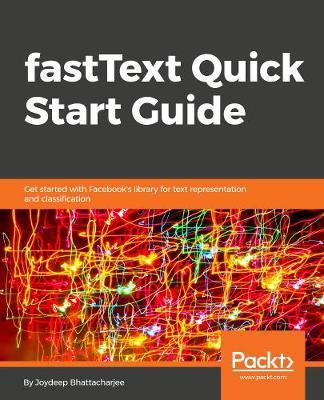 fastText Quick
Start Guide
Get started with Facebook's library for text representation
and classification
By Joydeep Bhattacharjee
Packt>
www.packt.com